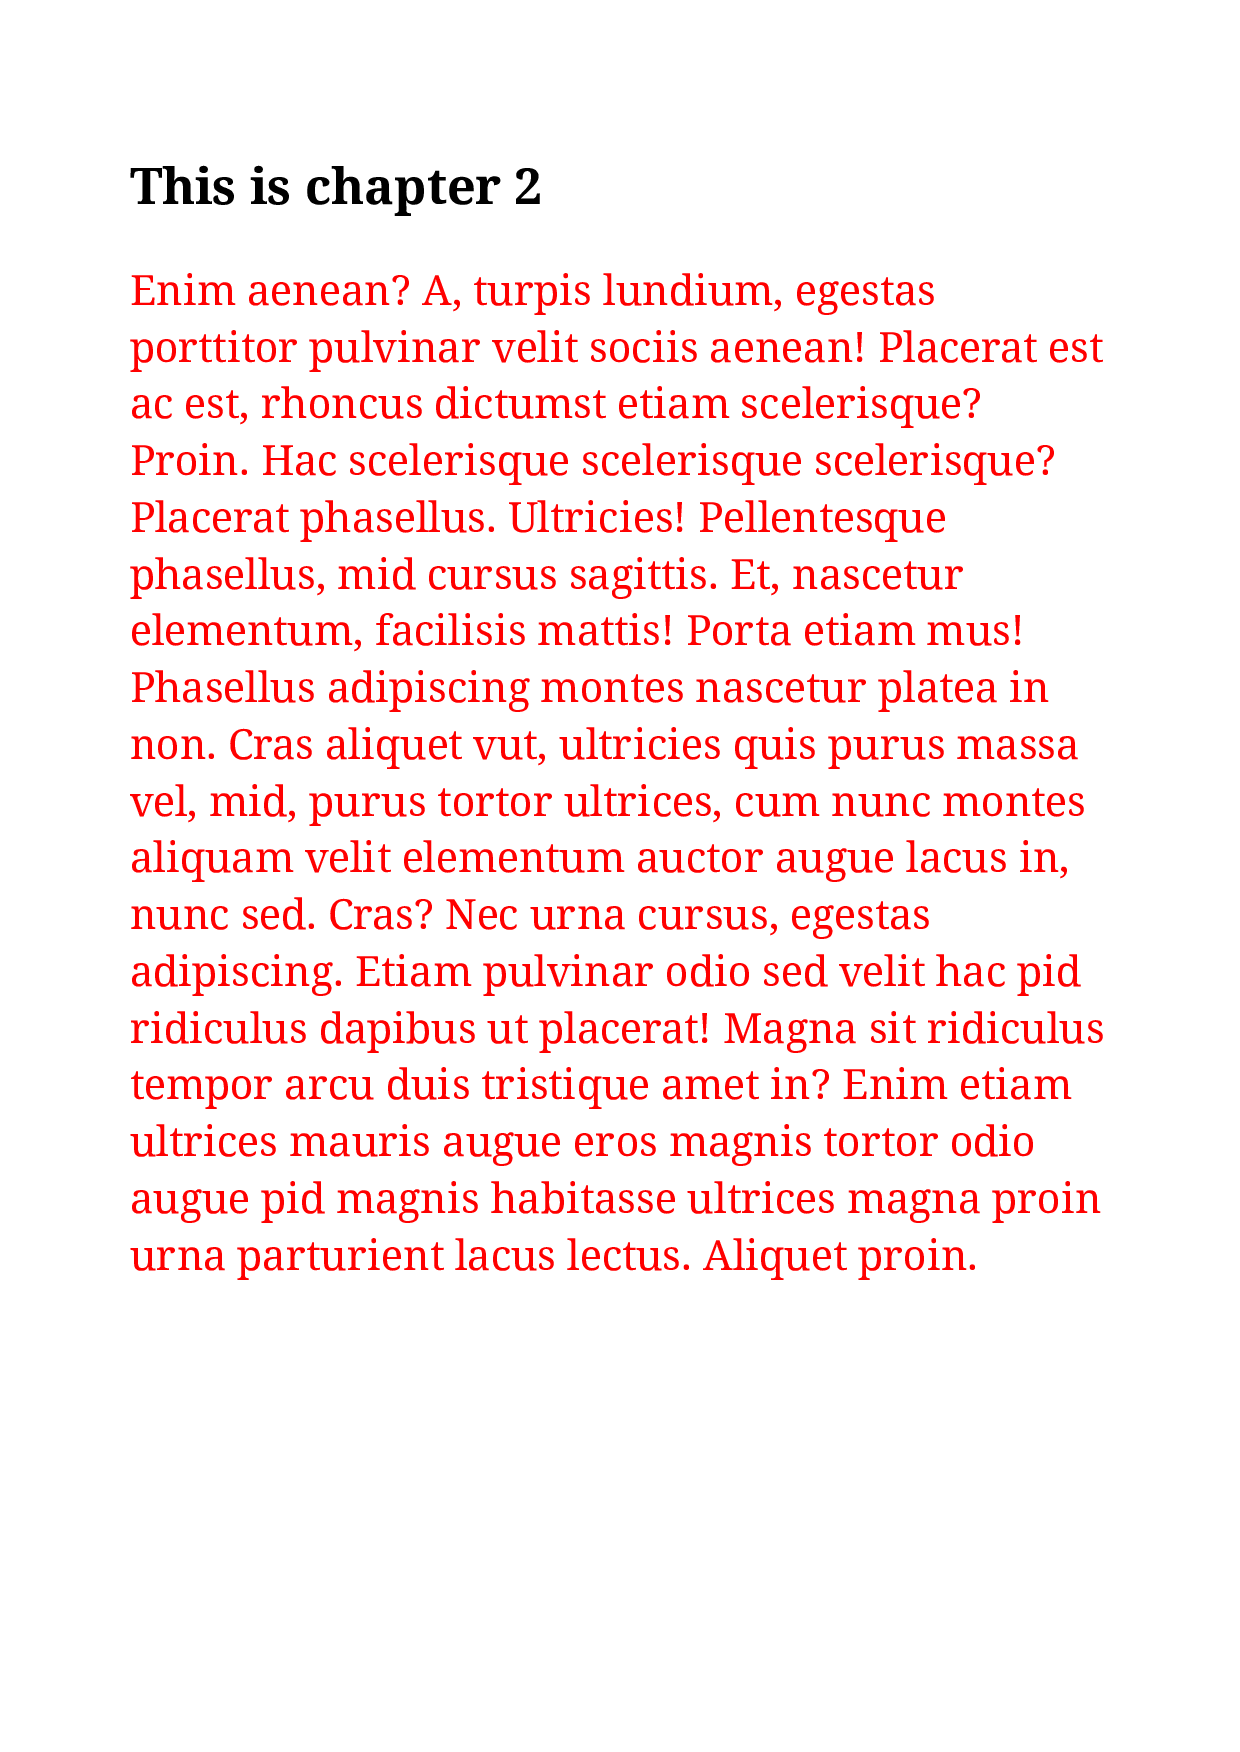 This is chapter 2
Enim aenean? A, turpis lundium, egestas
porttitor pulvinar velit sociis aenean! Placerat est
ac est, rhoncus dictumst etiam scelerisque?
Proin. Hac scelerisque scelerisque scelerisque?
Placerat phasellus. Ultricies! Pellentesque
phasellus, mid cursus sagittis. Et, nascetur
elementum, facilisis mattis! Porta etiam mus!
Phasellus adipiscing montes nascetur platea in
non. Cras aliquet vut, ultricies quis purus massa
vel, mid, purus tortor ultrices, cum nunc montes
aliquam velit elementum auctor augue lacus in,
nunc sed. Cras? Nec urna cursus, egestas
adipiscing. Etiam pulvinar odio sed velit hac pid
ridiculus dapibus ut placerat! Magna sit ridiculus
tempor arcu duis tristique amet in? Enim etiam
ultrices mauris augue eros magnis tortor odio
augue pid magnis habitasse ultrices magna proin
urna parturient lacus lectus. Aliquet proin.